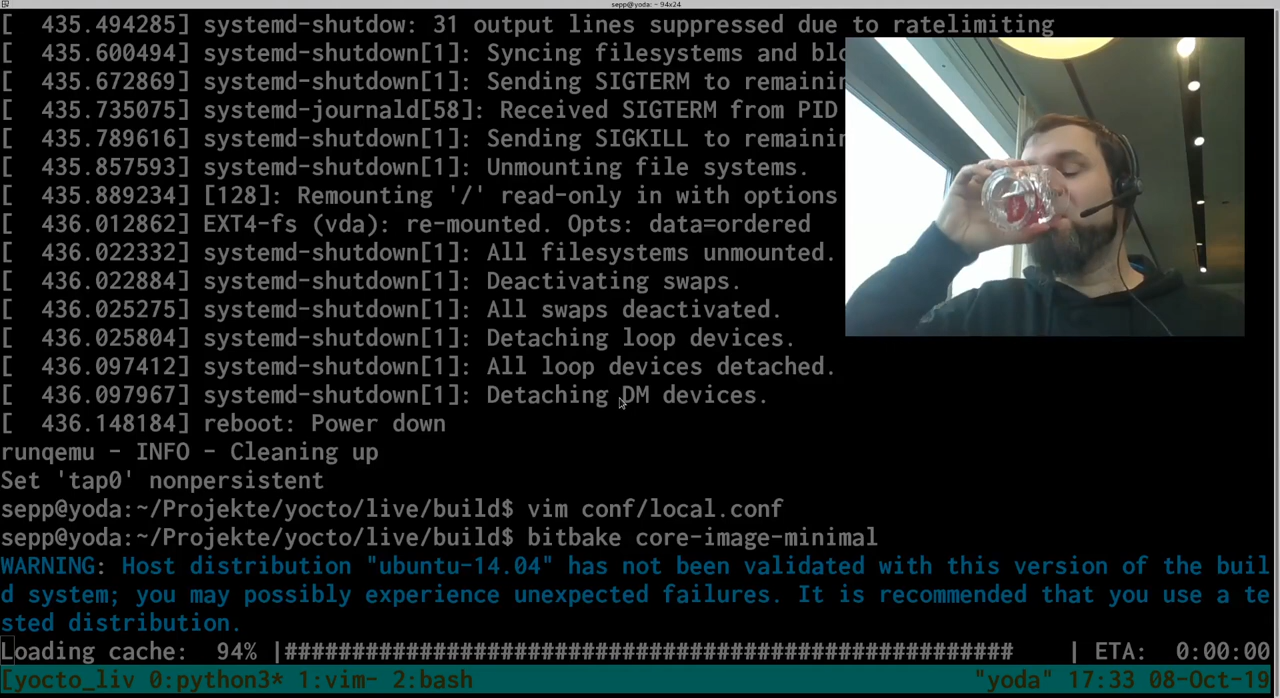 sepp@yoda: ~ 94x24
[  435.494285] systemd-shutdow: 31 output lines suppressed due to ratelimiting
[  435.600494] systemd-shutdown[1]: Syncing filesystems and blo
[  435.672869] systemd-shutdown[1]: Sending SIGTERM to remainin
[  435.735075] systemd-journald[58]: Received SIGTERM from PID
[  435.789616] systemd-shutdown[1]: Sending SIGKILL to remainin
[  435.857593] systemd-shutdown[1]: Unmounting file systems.
[  435.889234] [128]: Remounting '/' read-only in with options
[  436.012862] EXT4-fs (vda): re-mounted. Opts: data=ordered
[  436.022332] systemd-shutdown[1]: All filesystems unmounted.
[  436.022884] systemd-shutdown[1]: Deactivating swaps.
[  436.025275] systemd-shutdown[1]: All swaps deactivated.
[  436.025804] systemd-shutdown[1]: Detaching loop devices.
[  436.097412] systemd-shutdown[1]: All loop devices detached.
[  436.097967] systemd-shutdown[1]: Detaching DM devices.
[  436.148184] reboot: Power down
runqemu - INFO - Cleaning up
Set 'tap0' nonpersistent
sepp@yoda:~/Projekte/yocto/live/build$ vim conf/local.conf
sepp@yoda:~/Projekte/yocto/live/build$ bitbake core-image-minimal
WARNING: Host distribution "ubuntu-14.04" has not been validated with this version of the buil
d system; you may possibly experience unexpected failures. It is recommended that you use a te
sted distribution.
Loading cache:  94% |######################################################    | ETA:  0:00:00
[yocto_liv 0:python3* 1:vim- 2:bash "yoda" 17:33 08-Oct-19